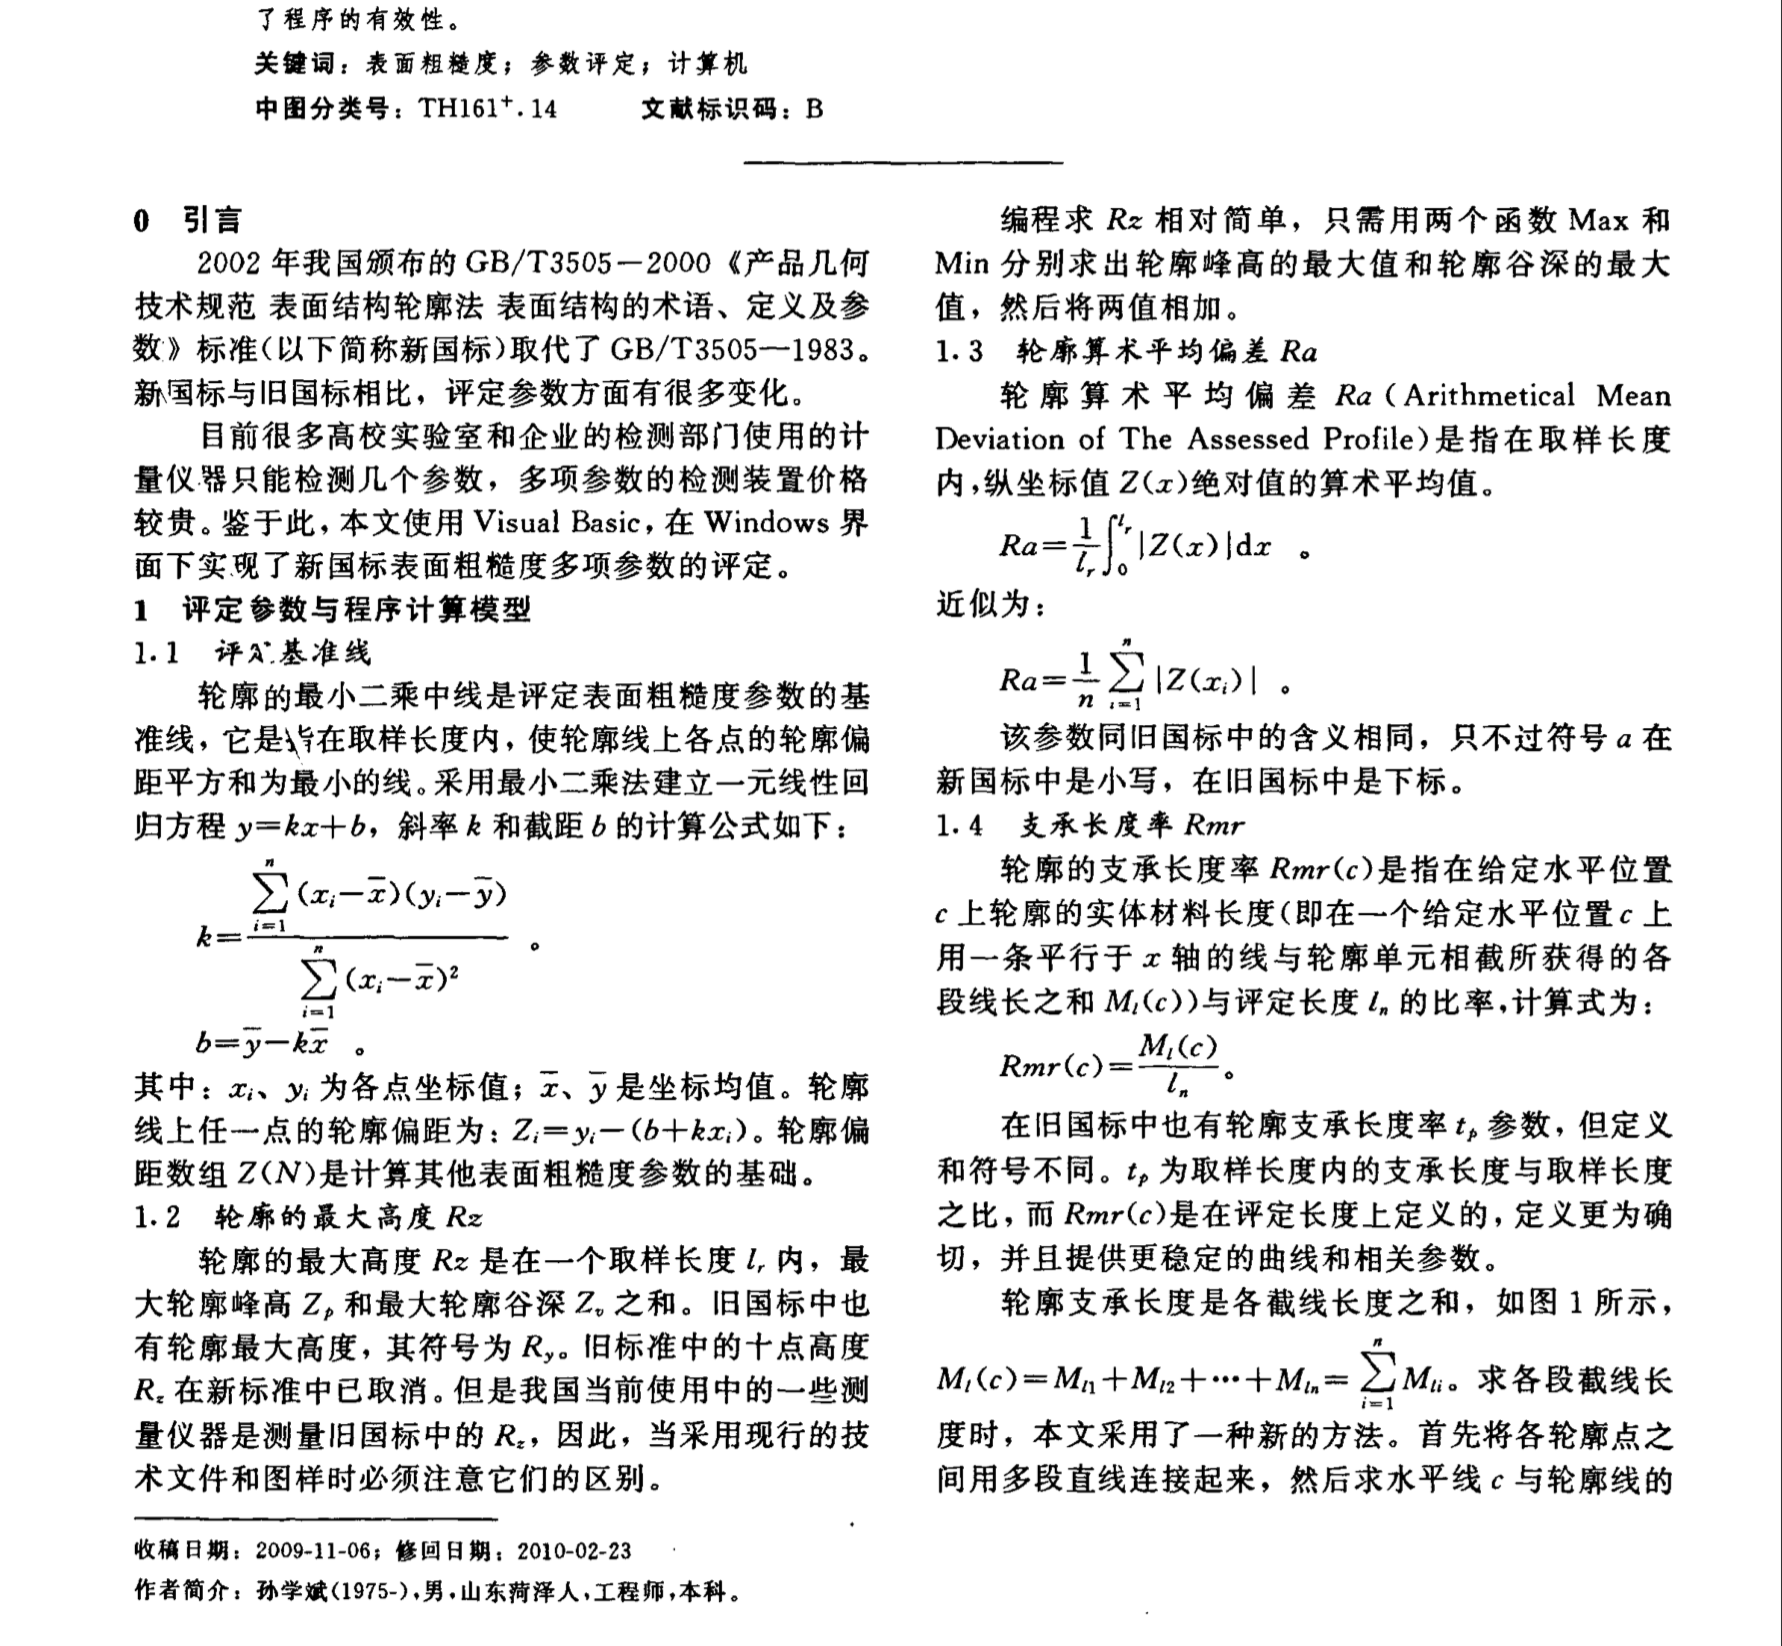 了程序的有效性。
关键词：表面粗糙度；参数评定；计算机
中图分类号：TH161⁺.14 文献标识码：B
0 引言
2002 年我国颁布的 GB/T3505－2000《产品几何
技术规范 表面结构轮廓法 表面结构的术语、定义及参
数》标准(以下简称新国标)取代了 GB/T3505—1983。
新国标与旧国标相比，评定参数方面有很多变化。
目前很多高校实验室和企业的检测部门使用的计
量仪器只能检测几个参数，多项参数的检测装置价格
较贵。鉴于此，本文使用 Visual Basic，在 Windows 界
面下实现了新国标表面粗糙度多项参数的评定。
1 评定参数与程序计算模型
1.1 评定基准线
轮廓的最小二乘中线是评定表面粗糙度参数的基
准线，它是指在取样长度内，使轮廓线上各点的轮廓偏
距平方和为最小的线。采用最小二乘法建立一元线性回
归方程 y=kx+b，斜率 k 和截距 b 的计算公式如下：
k=\frac{\sum_{i=1}^{n}(x_i-\overline{x})(y_i-\overline{y})}{\sum_{i=1}^{n}(x_i-\overline{x})^2} 。
b=\overline{y}-k\overline{x} 。
其中：x_i、y_i 为各点坐标值；\overline{x}、\overline{y} 是坐标均值。轮廓
线上任一点的轮廓偏距为：Z_i=y_i-(b+kx_i)。轮廓偏
距数组 Z(N)是计算其他表面粗糙度参数的基础。
1.2 轮廓的最大高度 Rz
轮廓的最大高度 Rz 是在一个取样长度 l_r 内，最
大轮廓峰高 Z_p 和最大轮廓谷深 Z_v 之和。旧国标中也
有轮廓最大高度，其符号为 R_y。旧标准中的十点高度
R_z 在新标准中已取消。但是我国当前使用中的一些测
量仪器是测量旧国标中的 R_z，因此，当采用现行的技
术文件和图样时必须注意它们的区别。
收稿日期：2009-11-06；修回日期：2010-02-23
作者简介：孙学斌(1975-)，男，山东菏泽人，工程师，本科。
编程求 Rz 相对简单，只需用两个函数 Max 和
Min 分别求出轮廓峰高的最大值和轮廓谷深的最大
值，然后将两值相加。
1.3 轮廓算术平均偏差 Ra
轮廓算术平均偏差 Ra (Arithmetical Mean
Deviation of The Assessed Profile)是指在取样长度
内，纵坐标值 Z(x)绝对值的算术平均值。
Ra=\frac{1}{l_r}\int_{0}^{l_r}|Z(x)|dx 。
近似为：
Ra=\frac{1}{n}\sum_{i=1}^{n}|Z(x_i)| 。
该参数同旧国标中的含义相同，只不过符号 a 在
新国标中是小写，在旧国标中是下标。
1.4 支承长度率 Rmr
轮廓的支承长度率 Rmr(c)是指在给定水平位置
c 上轮廓的实体材料长度(即在一个给定水平位置 c 上
用一条平行于 x 轴的线与轮廓单元相截所获得的各
段线长之和 M_l(c))与评定长度 l_n 的比率，计算式为：
Rmr(c)=\frac{M_l(c)}{l_n}。
在旧国标中也有轮廓支承长度率 t_p 参数，但定义
和符号不同。t_p 为取样长度内的支承长度与取样长度
之比，而 Rmr(c)是在评定长度上定义的，定义更为确
切，并且提供更稳定的曲线和相关参数。
轮廓支承长度是各截线长度之和，如图 1 所示，
M_l(c)=M_{l1}+M_{l2}+···+M_{ln}=\sum_{i=1}^{n}M_{li}。求各段截线长
度时，本文采用了一种新的方法。首先将各轮廓点之
间用多段直线连接起来，然后求水平线 c 与轮廓线的